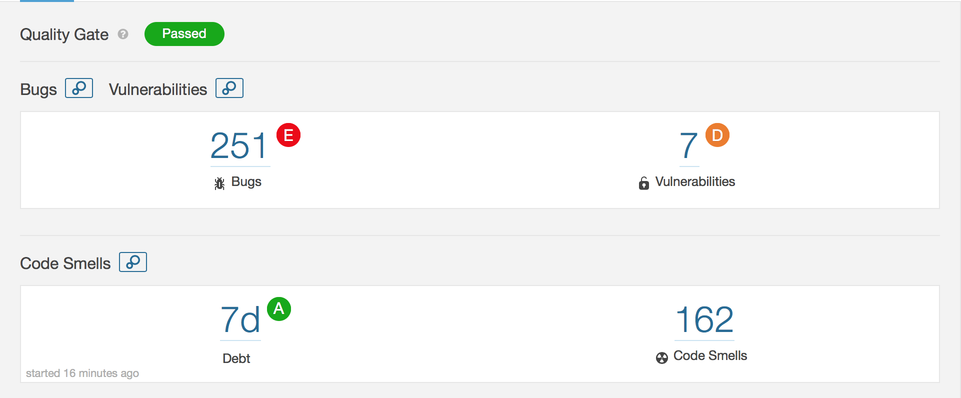 Quality Gate ? Passed
Bugs Vulnerabilities
251 E 7 D
Bugs Vulnerabilities
Code Smells
7d A 162
Debt Code Smells
started 16 minutes ago